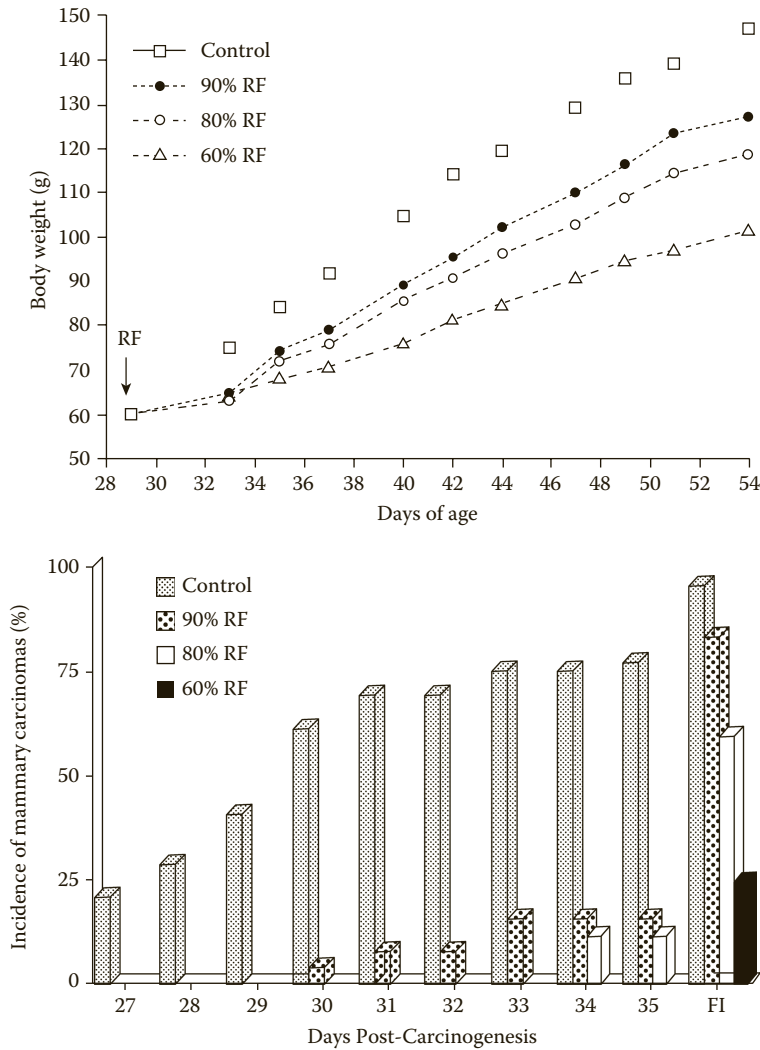 150
140
130
120
110
100
90
80
70
60
50
Body weight (g)
Control
90% RF
80% RF
60% RF
RF
28 30 32 34 36 38 40 42 44 46 48 50 52 54
Days of age
100
75
50
25
0
Incidence of mammary carcinomas (%)
Control
90% RF
80% RF
60% RF
27 28 29 30 31 32 33 34 35 FI
Days Post-Carcinogenesis